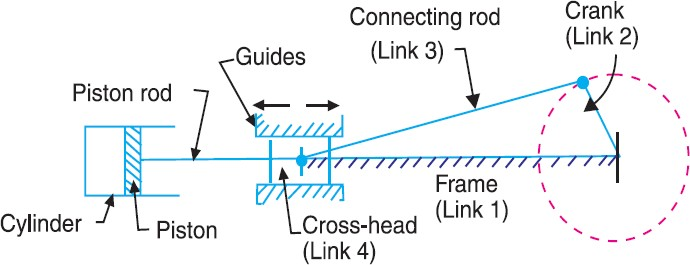 Connecting rod
(Link 3)
Crank
(Link 2)
Guides
Piston rod
Frame
(Link 1)
Cylinder
Piston
Cross-head
(Link 4)